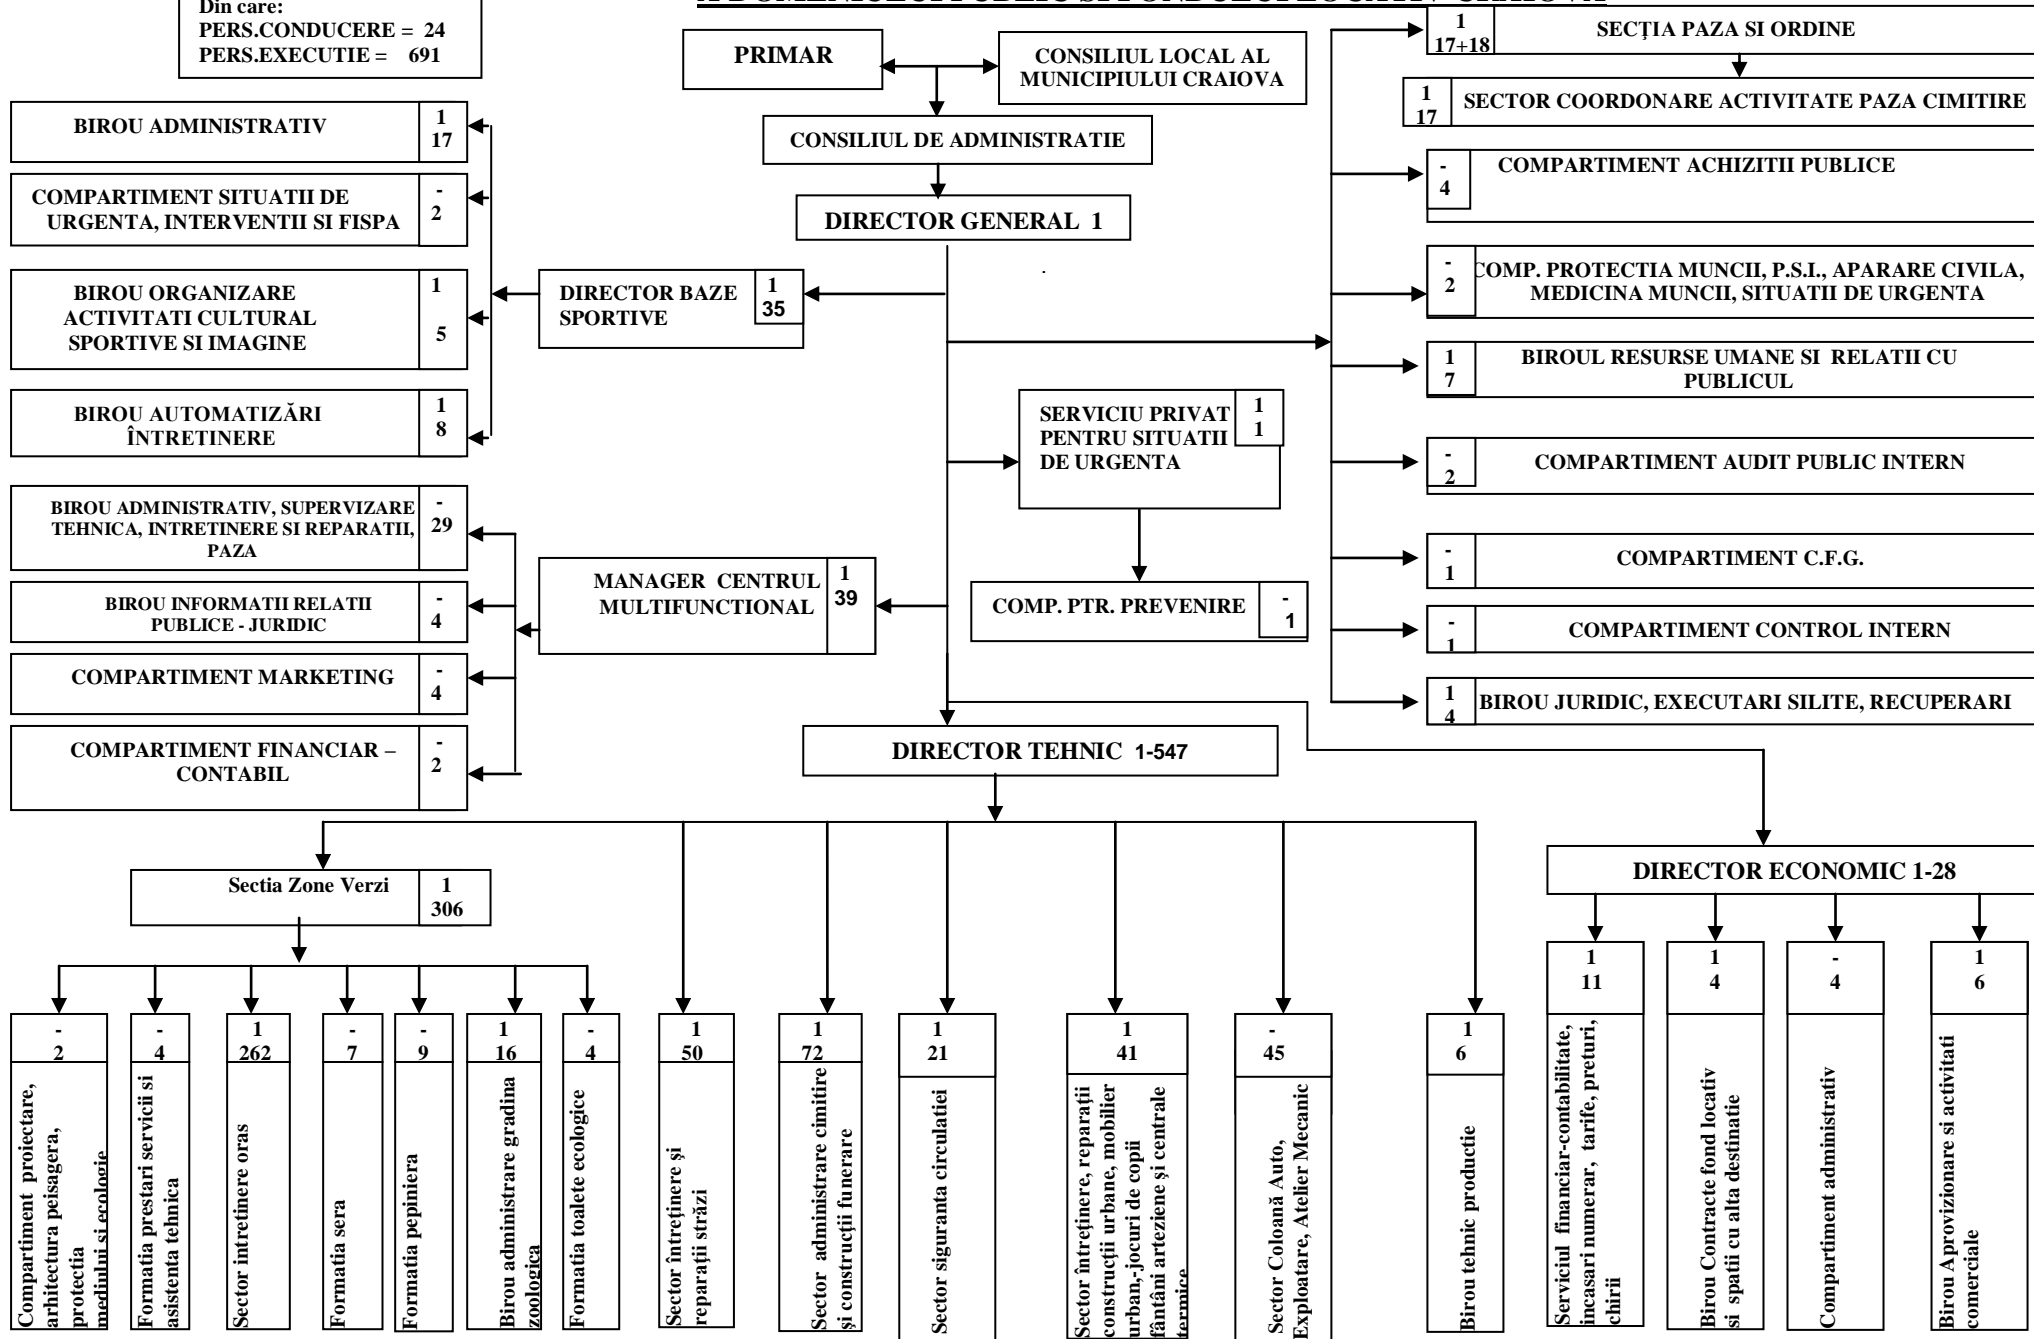 Din care:
PERS.CONDUCERE = 24
PERS.EXECUTIE = 691
A DOMENIULUI PUBLIC SI FONDULUI LOCATIV CRAIOVA
PRIMAR
CONSILIUL LOCAL AL
MUNICIPIULUI CRAIOVA
CONSILIUL DE ADMINISTRATIE
DIRECTOR GENERAL 1
BIROU ADMINISTRATIV
1
17
COMPARTIMENT SITUATII DE
URGENTA, INTERVENTII SI FISPA
-
2
BIROU ORGANIZARE
ACTIVITATI CULTURAL
SPORTIVE SI IMAGINE
1
5
BIROU AUTOMATIZĂRI
ÎNTRETINERE
1
8
DIRECTOR BAZE
SPORTIVE
1
35
BIROU ADMINISTRATIV, SUPERVIZARE
TEHNICA, INTRETINERE SI REPARATII,
PAZA
-
29
BIROU INFORMATII RELATII
PUBLICE - JURIDIC
-
4
COMPARTIMENT MARKETING
-
4
COMPARTIMENT FINANCIAR –
CONTABIL
-
2
MANAGER CENTRUL
MULTIFUNCTIONAL
1
39
SERVICIU PRIVAT
PENTRU SITUATII
DE URGENTA
1
1
COMP. PTR. PREVENIRE
-
1
1
17+18
SECŢIA PAZA SI ORDINE
1
17
SECTOR COORDONARE ACTIVITATE PAZA CIMITIRE
-
4
COMPARTIMENT ACHIZITII PUBLICE
-
2
COMP. PROTECTIA MUNCII, P.S.I., APARARE CIVILA,
MEDICINA MUNCII, SITUATII DE URGENTA
1
7
BIROUL RESURSE UMANE SI RELATII CU
PUBLICUL
-
2
COMPARTIMENT AUDIT PUBLIC INTERN
-
1
COMPARTIMENT C.F.G.
-
1
COMPARTIMENT CONTROL INTERN
1
4
BIROU JURIDIC, EXECUTARI SILITE, RECUPERARI
DIRECTOR TEHNIC 1-547
DIRECTOR ECONOMIC 1-28
Sectia Zone Verzi
1
306
-
2
Compartiment proiectare,
arhitectura peisagera,
protectia
mediului si ecologie
-
4
Formatia prestari servicii si
asistenta tehnica
1
262
Sector intretinere oras
-
7
Formatia sera
-
9
Formatia pepiniera
1
16
Birou administrare gradina
zoologica
-
4
Formatia toalete ecologice
1
50
Sector întreţinere şi
reparaţii străzi
1
72
Sector administrare cimitire
şi construcţii funerare
1
21
Sector siguranta circulatiei
1
41
Sector întreţinere, reparaţii
construcţii urbane, mobilier
urban,-jocuri de copii
fântâni arteziene şi centrale
termice
-
45
Sector Coloană Auto,
Exploatare, Atelier Mecanic
1
6
Birou tehnic productie
1
11
Serviciul financiar-contabilitate,
incasari numerar, tarife, preturi,
chirii
1
4
Birou Contracte fond locativ
si spatii cu alta destinatie
-
4
Compartiment administrativ
1
6
Birou Aprovizionare si activitati
comerciale